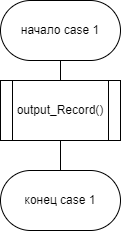 начало case 1
output_Record()
конец case 1